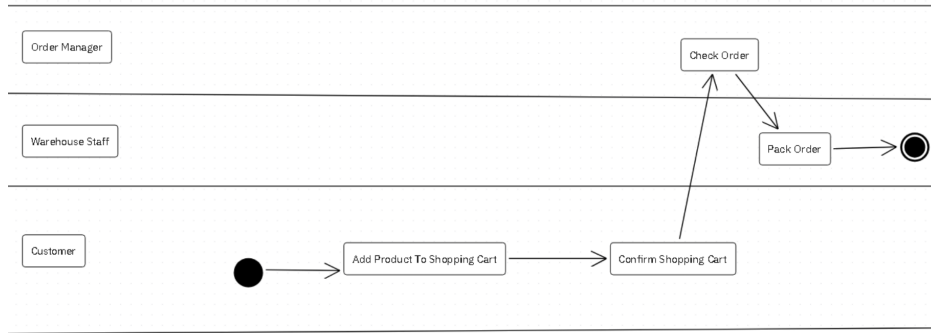 Order Manager
Check Order
Warehouse Staff
Pack Order
Customer
Add Product To Shopping Cart
Confirm Shopping Cart